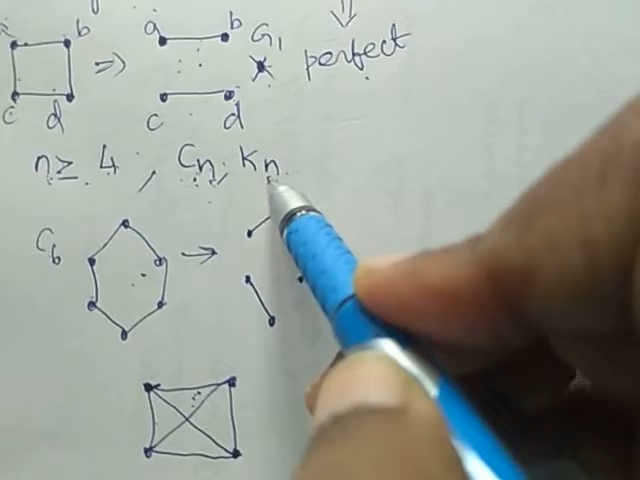 a b ⇒ a b G₁ perfect
c d c d
n ≥ 4, Cn, Kn
C₆ →